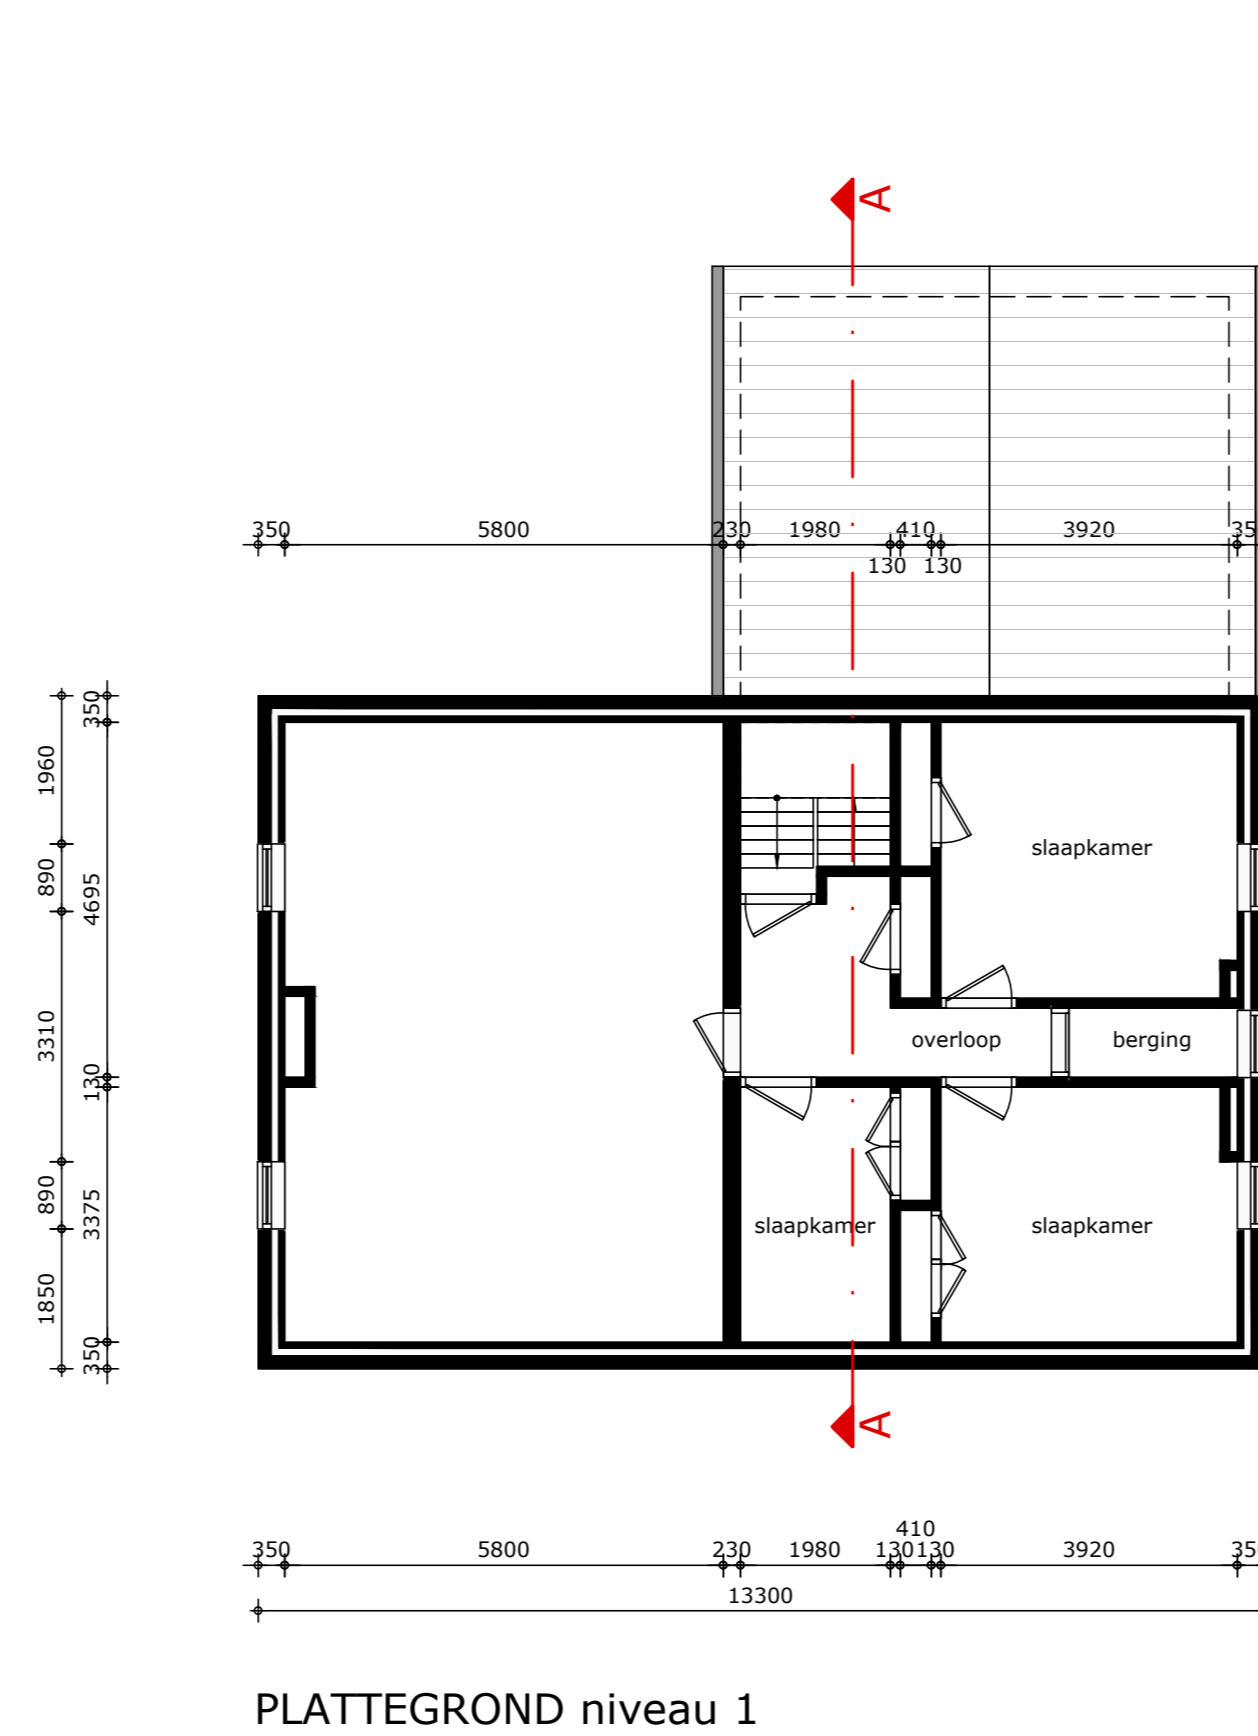 A
350 5800 230 1980 410 3920 35
130 130
350
1960
890
4695
3310
130
890
3375
1850
350
slaapkamer
overloop berging
slaapkamer slaapkamer
A
410
350 5800 230 1980 130 130 3920 35
13300
PLATTEGROND niveau 1